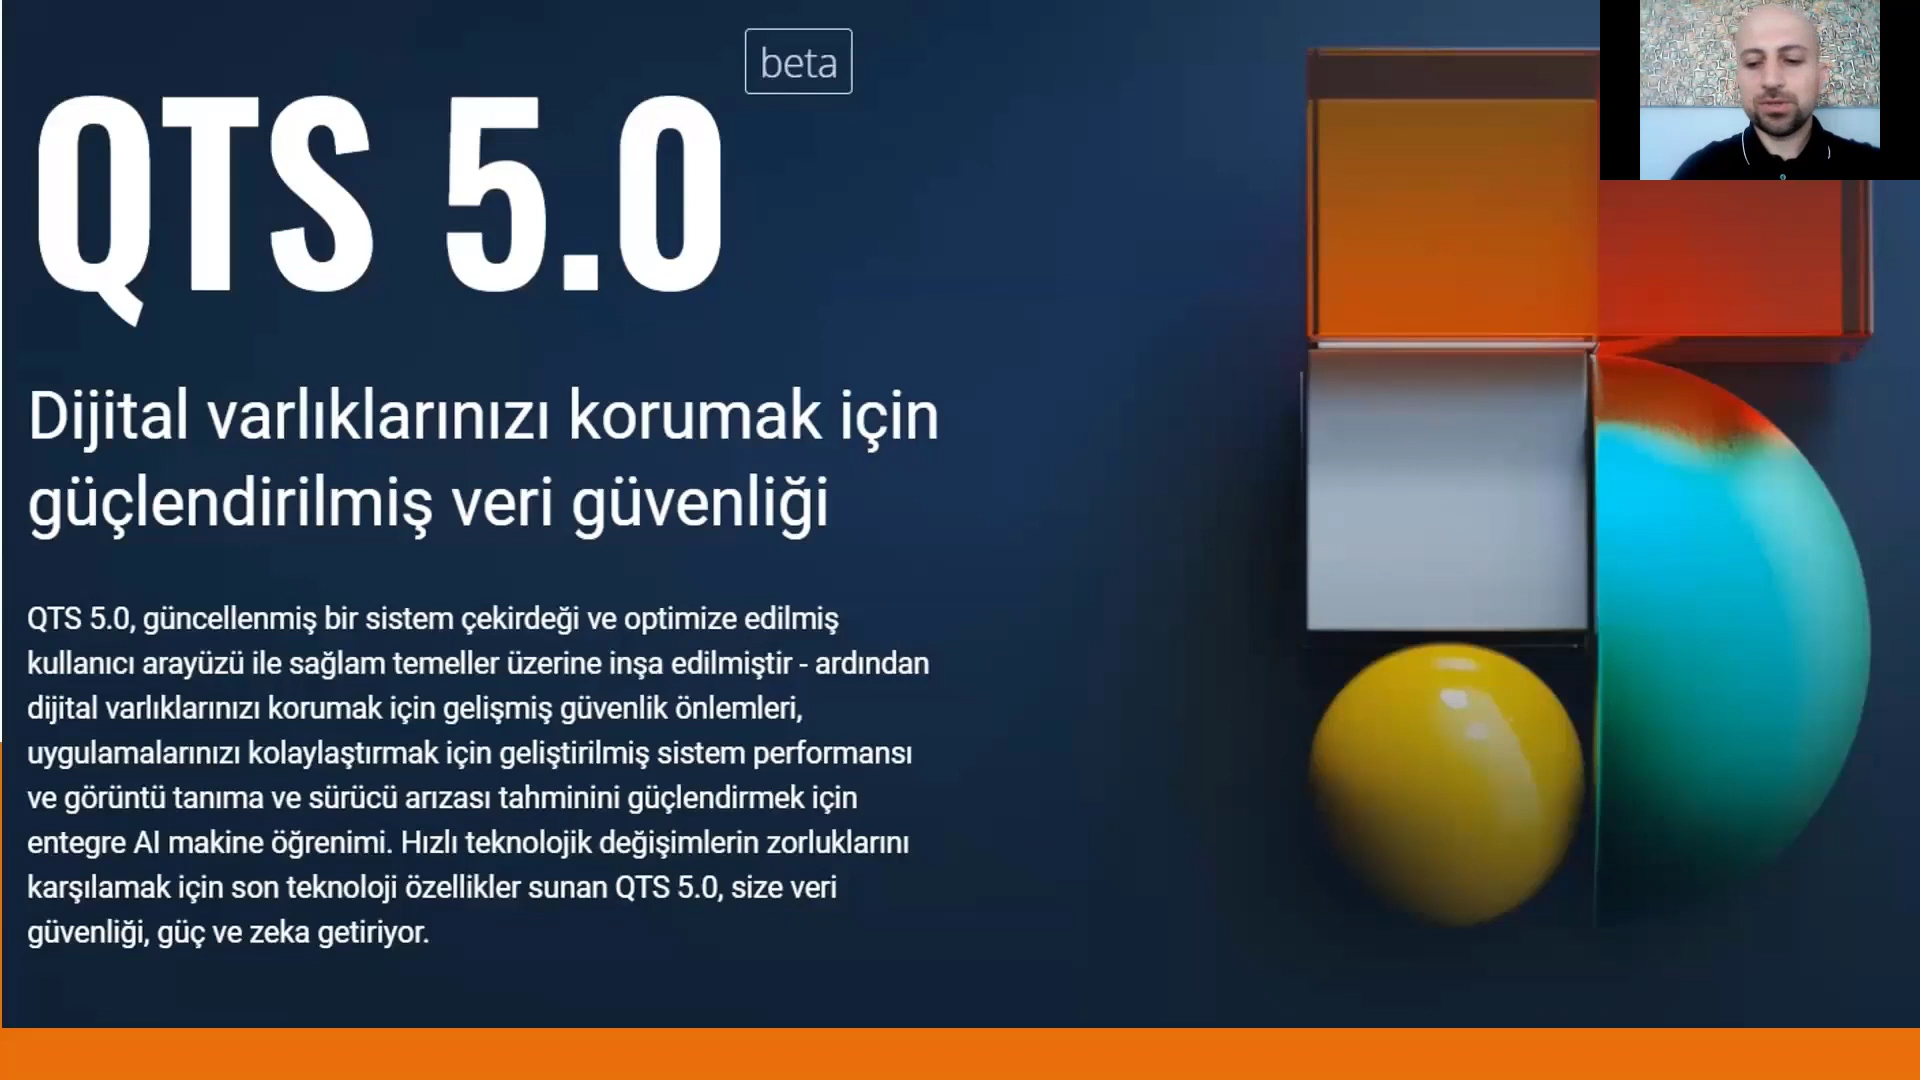 beta
QTS 5.0
Dijital varlıklarınızı korumak için
güçlendirilmiş veri güvenliği
QTS 5.0, güncellenmiş bir sistem çekirdeği ve optimize edilmiş
kullanıcı arayüzü ile sağlam temeller üzerine inşa edilmiştir - ardından
dijital varlıklarınızı korumak için gelişmiş güvenlik önlemleri,
uygulamalarınızı kolaylaştırmak için geliştirilmiş sistem performansı
ve görüntü tanıma ve sürücü arızası tahminini güçlendirmek için
entegre AI makine öğrenimi. Hızlı teknolojik değişimlerin zorluklarını
karşılamak için son teknoloji özellikler sunan QTS 5.0, size veri
güvenliği, güç ve zeka getiriyor.